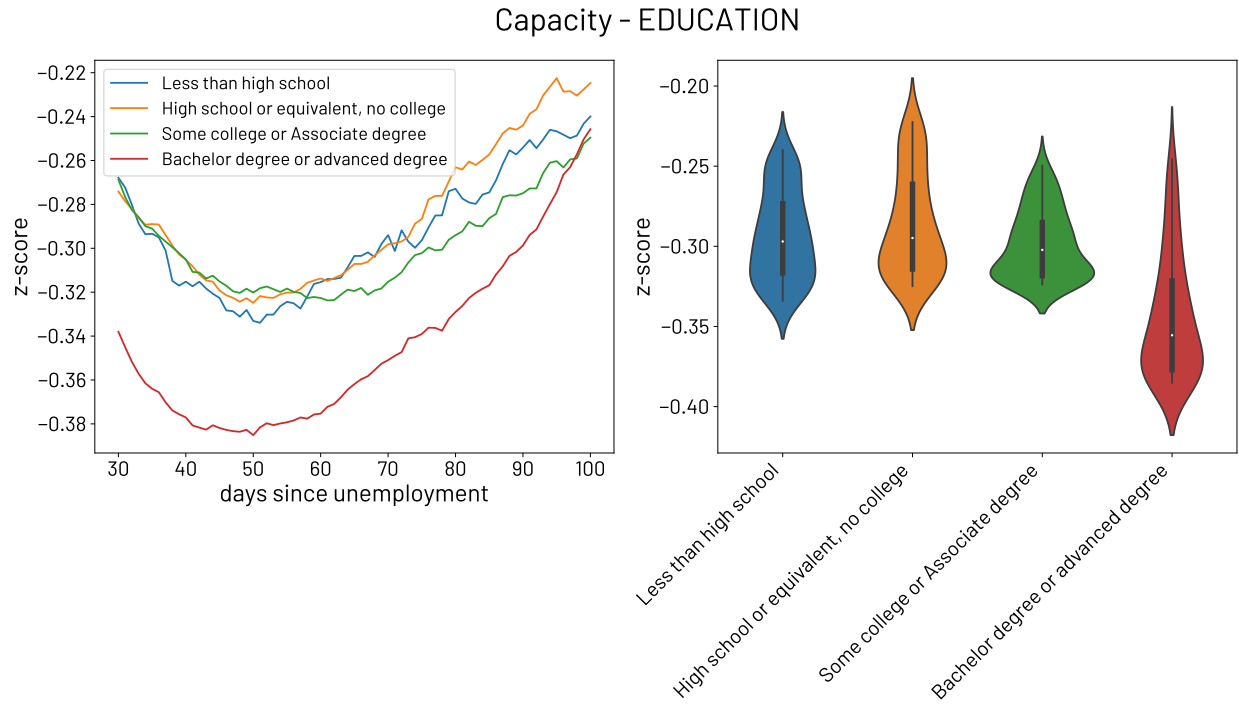 Capacity - EDUCATION
−0.22
−0.24
−0.26
−0.28
−0.30
−0.32
−0.34
−0.36
−0.38
z-score
Less than high school
High school or equivalent, no college
Some college or Associate degree
Bachelor degree or advanced degree
30 40 50 60 70 80 90 100
days since unemployment
−0.20
−0.25
−0.30
−0.35
−0.40
z-score
Less than high school
High school or equivalent, no college
Some college or Associate degree
Bachelor degree or advanced degree